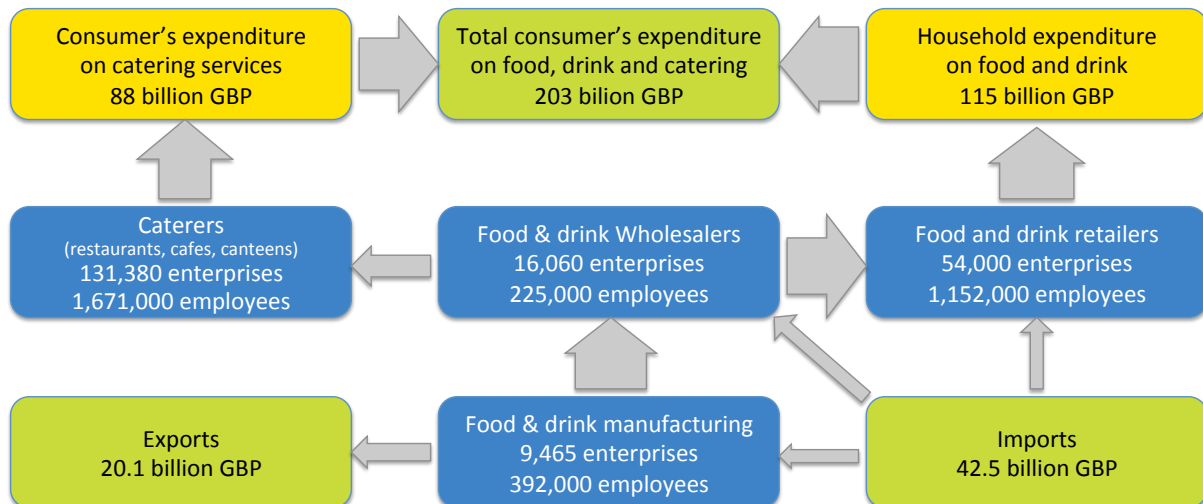 Consumer's expenditure
on catering services
88 billion GBP
Total consumer's expenditure
on food, drink and catering
203 bilion GBP
Household expenditure
on food and drink
115 billion GBP
Caterers
(restaurants, cafes, canteens)
131,380 enterprises
1,671,000 employees
Food & drink Wholesalers
16,060 enterprises
225,000 employees
Food and drink retailers
54,000 enterprises
1,152,000 employees
Exports
20.1 billion GBP
Food & drink manufacturing
9,465 enterprises
392,000 employees
Imports
42.5 billion GBP